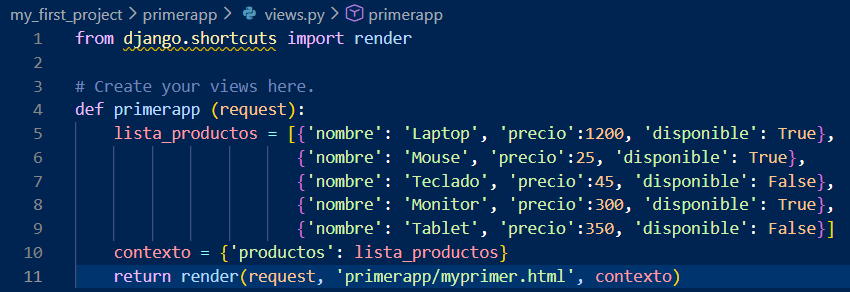 my_first_project > primerapp > views.py > primerapp
1 from django.shortcuts import render
2
3 # Create your views here.
4 def primerapp (request):
5 lista_productos = [{'nombre': 'Laptop', 'precio':1200, 'disponible': True},
6 {'nombre': 'Mouse', 'precio':25, 'disponible': True},
7 {'nombre': 'Teclado', 'precio':45, 'disponible': False},
8 {'nombre': 'Monitor', 'precio':300, 'disponible': True},
9 {'nombre': 'Tablet', 'precio':350, 'disponible': False}]
10 contexto = {'productos': lista_productos}
11 return render(request, 'primerapp/myprimer.html', contexto)